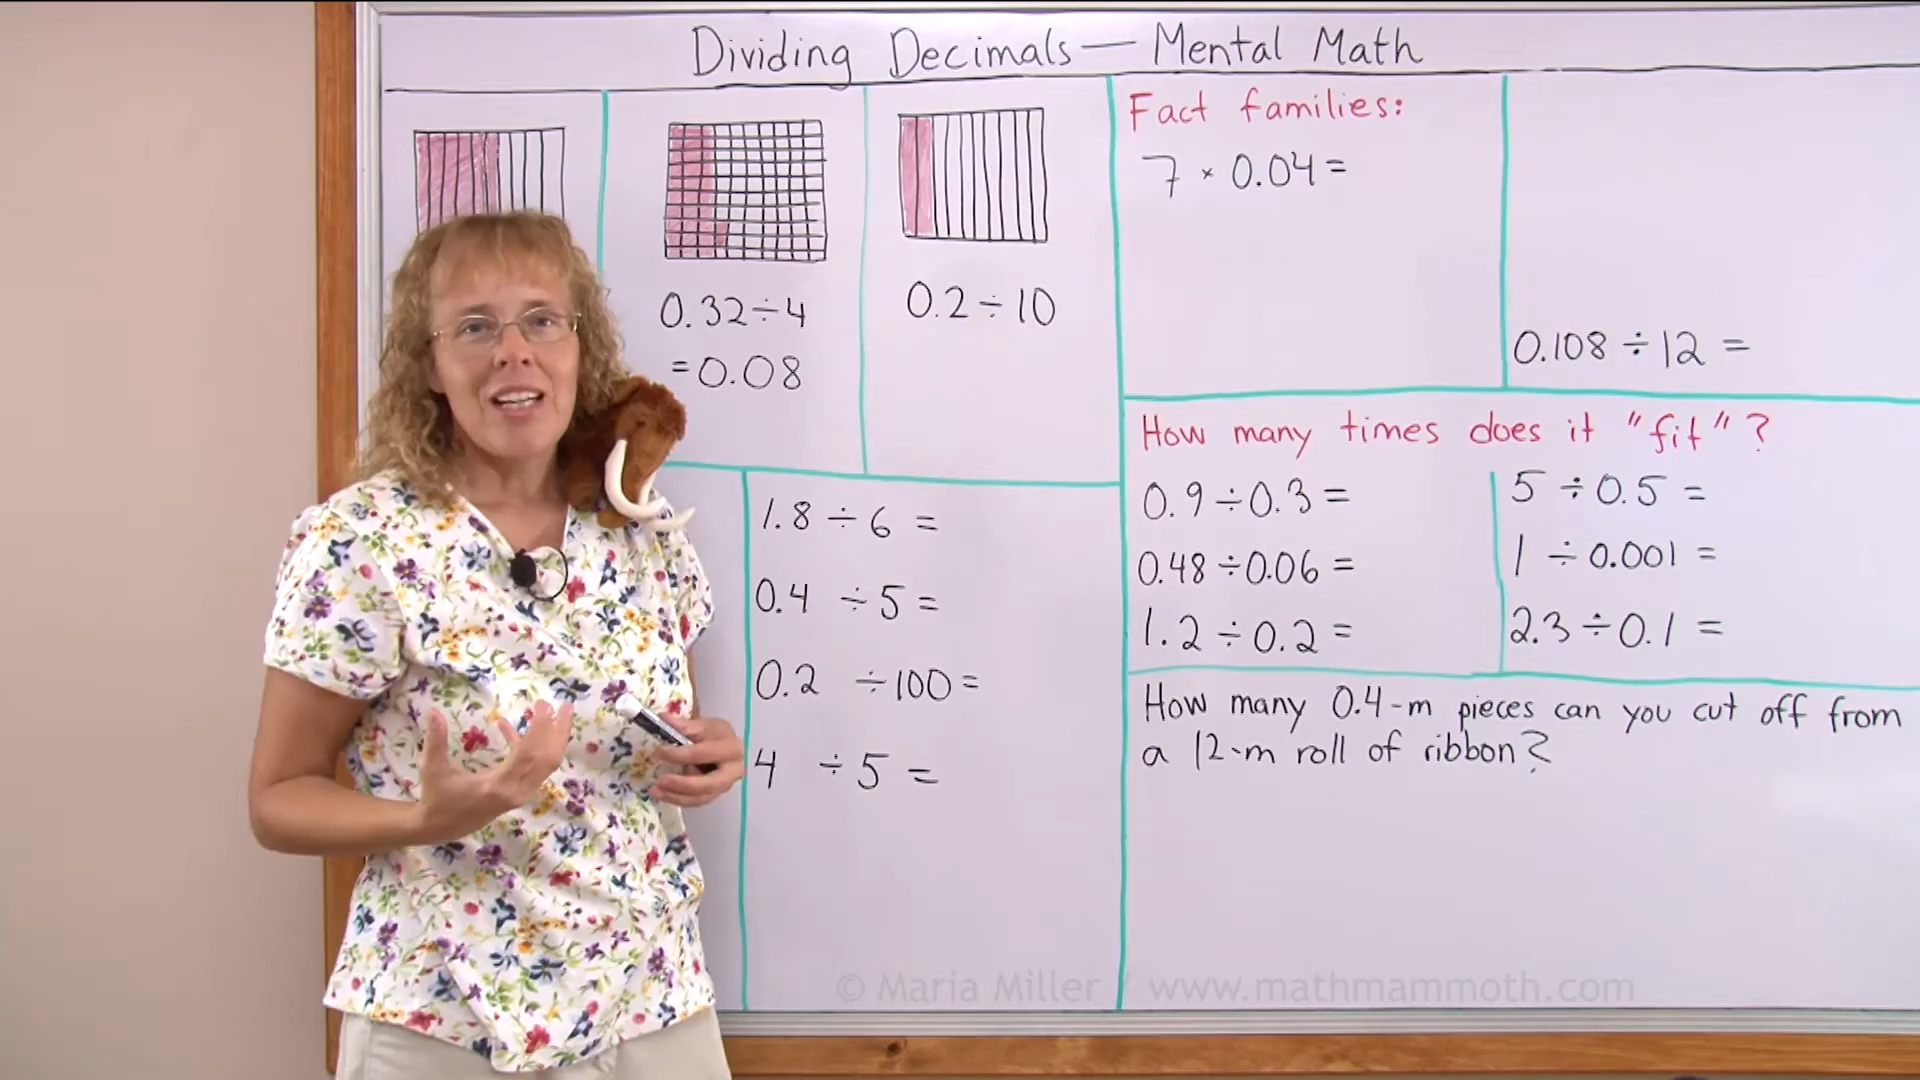 Dividing Decimals — Mental Math
0.32 ÷ 4
= 0.08
0.2 ÷ 10
1.8 ÷ 6 =
0.4 ÷ 5 =
0.2 ÷ 100 =
4 ÷ 5 =
Fact families:
7 × 0.04 =
0.108 ÷ 12 =
How many times does it "fit"?
0.9 ÷ 0.3 =
0.48 ÷ 0.06 =
1.2 ÷ 0.2 =
5 ÷ 0.5 =
1 ÷ 0.001 =
2.3 ÷ 0.1 =
How many 0.4-m pieces can you cut off from
a 12-m roll of ribbon?
© Maria Miller / www.mathmammoth.com